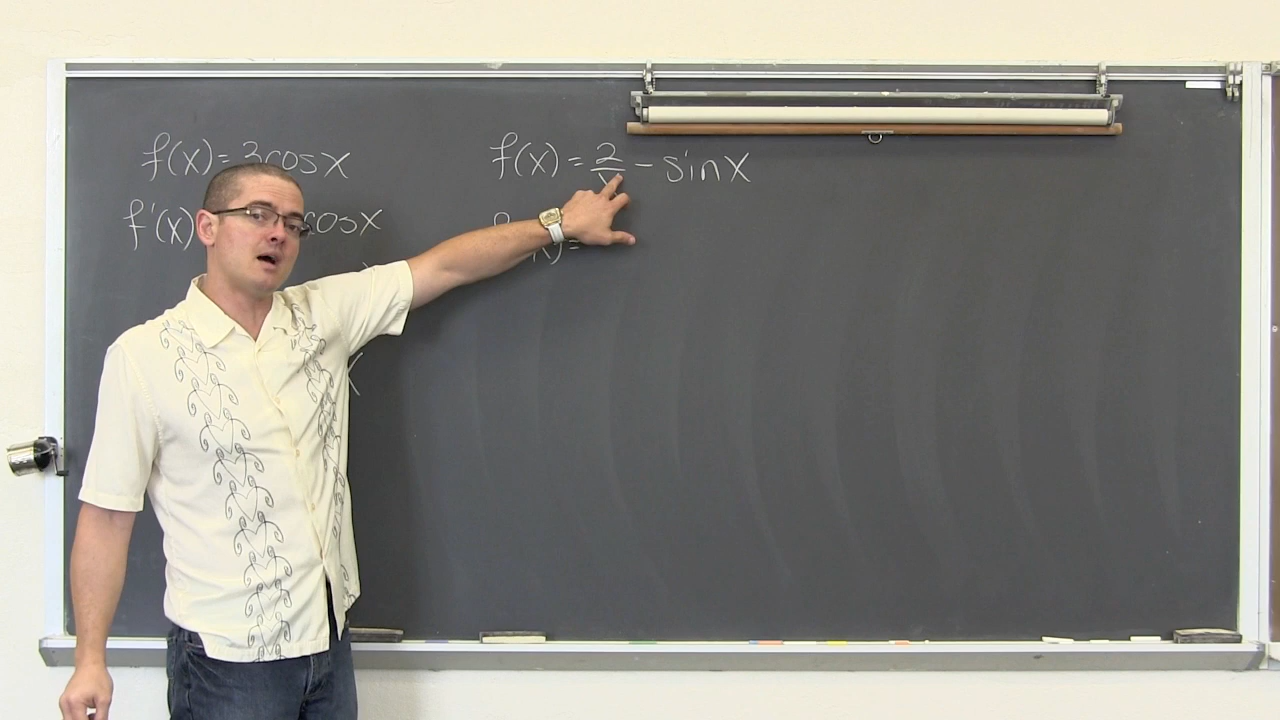 f(x) = 3cosx
f'(x) cosx
f(x) = 2/x - sinx
(x) =